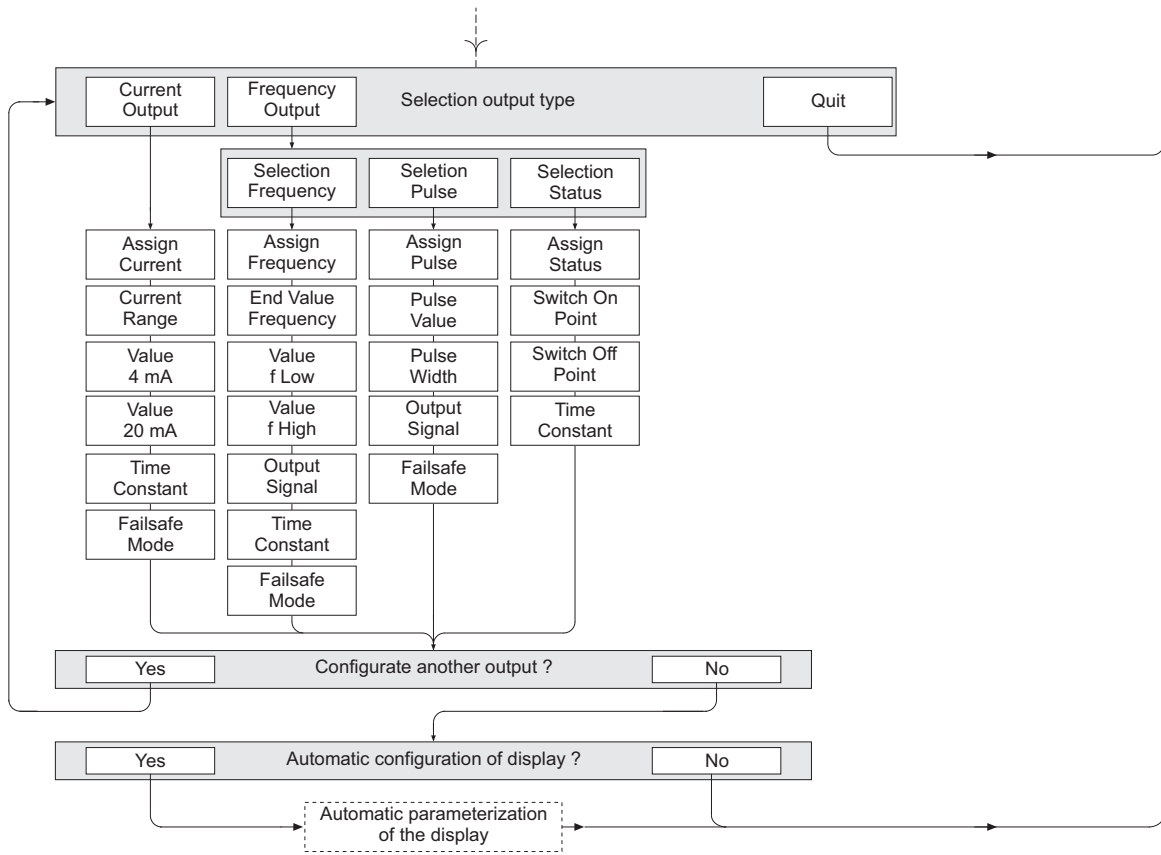 Current
Output
Frequency
Output
Selection output type
Quit
Selection
Frequency
Seletion
Pulse
Selection
Status
Assign
Current
Current
Range
Value
4 mA
Value
20 mA
Time
Constant
Failsafe
Mode
Assign
Frequency
End Value
Frequency
Value
f Low
Value
f High
Output
Signal
Time
Constant
Failsafe
Mode
Assign
Pulse
Pulse
Value
Pulse
Width
Output
Signal
Failsafe
Mode
Assign
Status
Switch On
Point
Switch Off
Point
Time
Constant
Yes
Configurate another output ?
No
Yes
Automatic configuration of display ?
No
Automatic parameterization
of the display